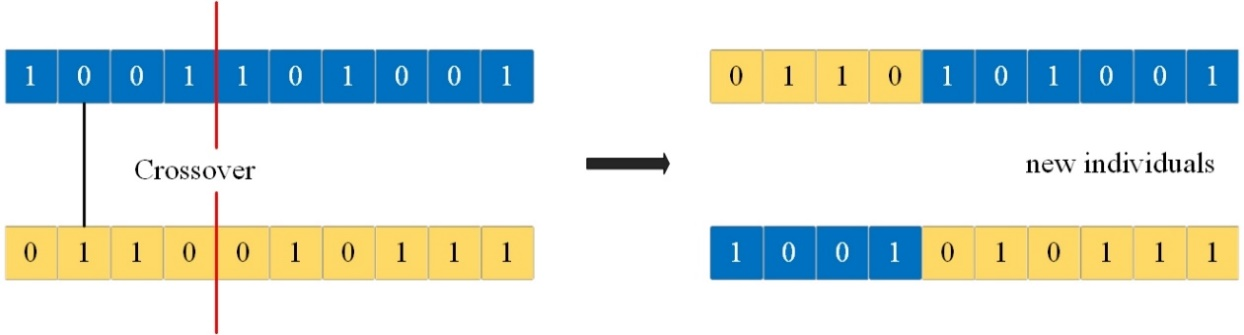 1 0 0 1 1 0 1 0 0 1
0 1 1 0 1 0 1 0 0 1
Crossover
new individuals
0 1 1 0 0 1 0 1 1 1
1 0 0 1 0 1 0 1 1 1